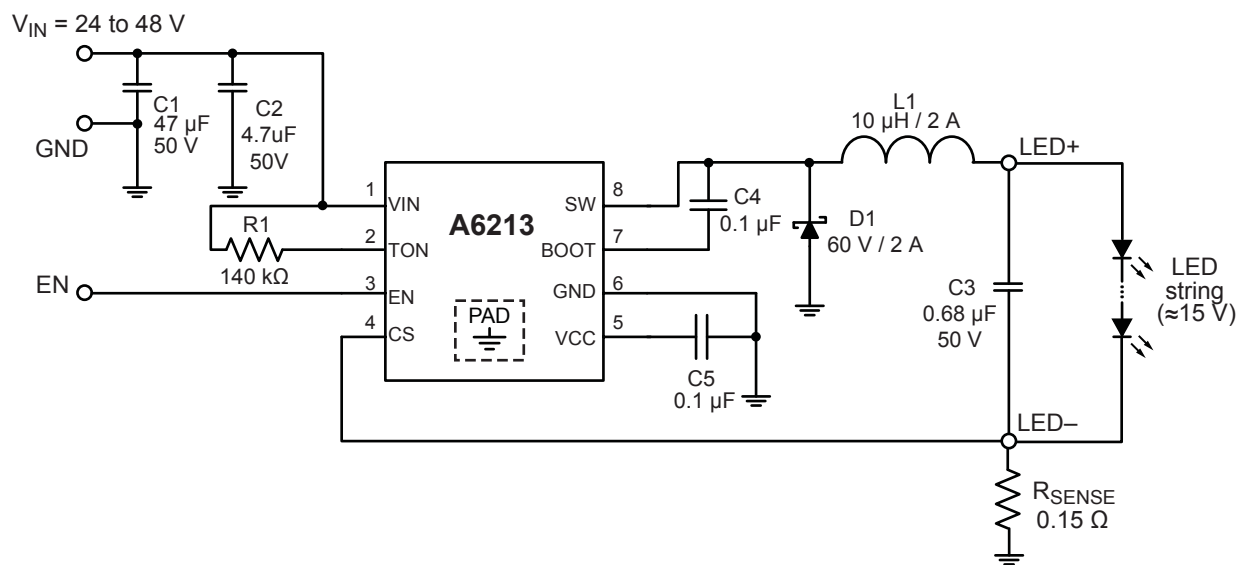 VIN = 24 to 48 V
C1
47 µF
50 V
C2
4.7uF
50V
GND
R1
140 kΩ
EN
A6213
1
VIN
2
TON
3
EN
4
CS
PAD
8
SW
7
BOOT
6
GND
5
VCC
C4
0.1 µF
C5
0.1 µF
D1
60 V / 2 A
L1
10 µH / 2 A
LED+
C3
0.68 µF
50 V
LED
string
(≈15 V)
LED–
RSENSE
0.15 Ω